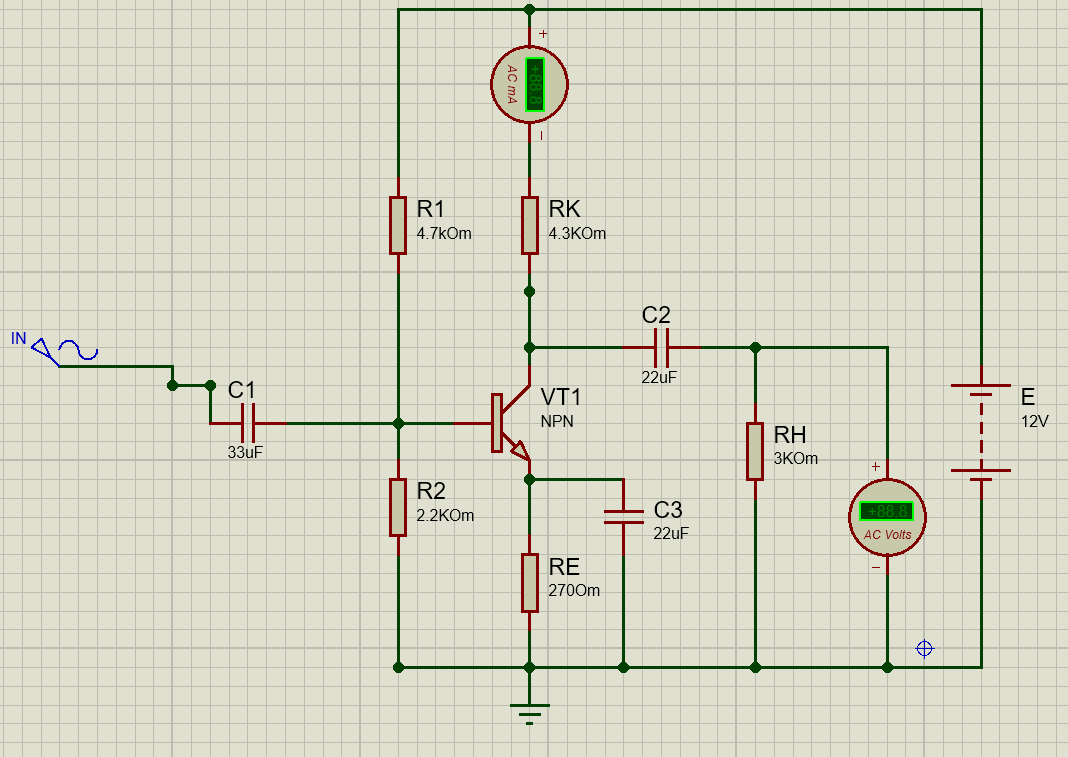 +
AC mA
+88.8
−
R1
4.7kOm
RK
4.3KOm
IN
C1
33uF
C2
22uF
VT1
NPN
E
12V
RH
3KOm
+
+88.8
AC Volts
−
R2
2.2KOm
C3
22uF
RE
270Om